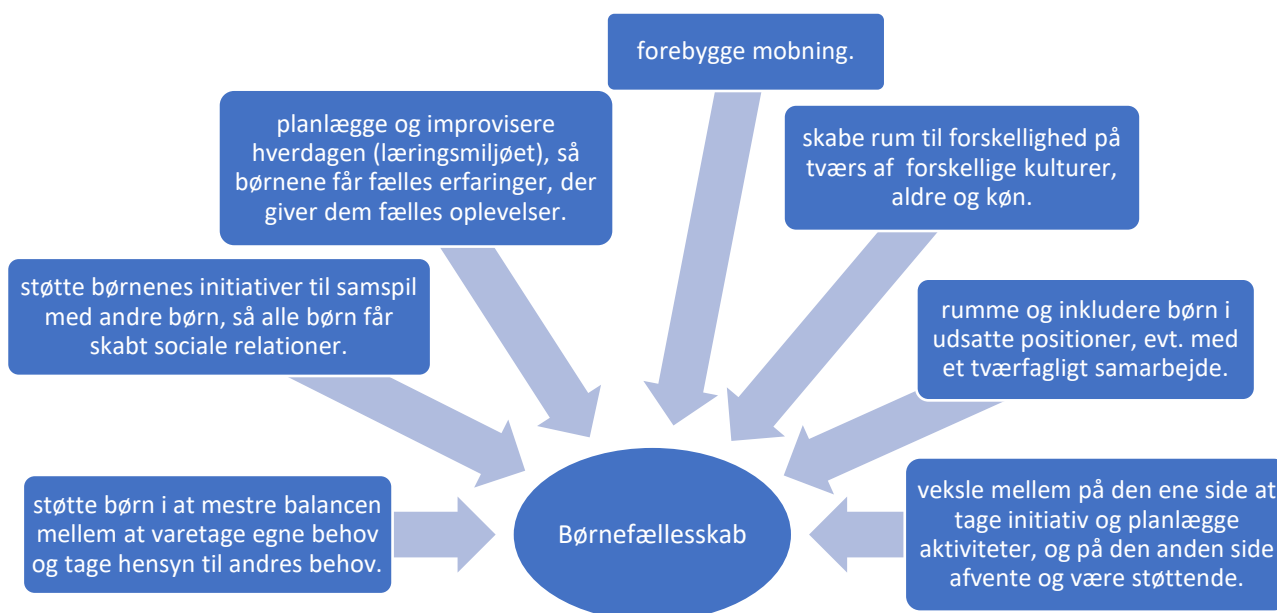 forebygge mobning.
planlægge og improvisere
hverdagen (læringsmiljøet), så
børnene får fælles erfaringer, der
giver dem fælles oplevelser.
skabe rum til forskellighed på
tværs af  forskellige kulturer,
aldre og køn.
støtte børnenes initiativer til samspil
med andre børn, så alle børn får
skabt sociale relationer.
rumme og inkludere børn i
udsatte positioner, evt. med
et tværfagligt samarbejde.
støtte børn i at mestre balancen
mellem at varetage egne behov
og tage hensyn til andres behov.
Børnefællesskab
veksle mellem på den ene side at
tage initiativ og planlægge
aktiviteter, og på den anden side
afvente og være støttende.